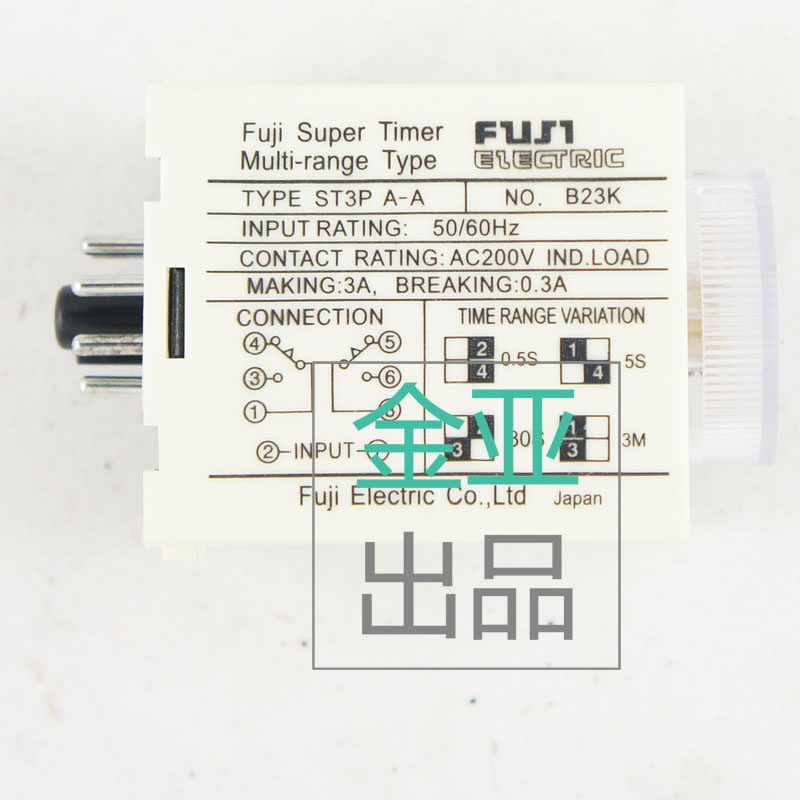 Fuji Super Timer FUJI
Multi-range Type ELECTRIC
TYPE ST3P A-A NO. B23K
INPUT RATING: 50/60Hz
CONTACT RATING: AC200V IND.LOAD
MAKING:3A, BREAKING:0.3A
CONNECTION TIME RANGE VARIATION
4 5 2 4 0.5S 1 4 5S
3 6
1 3 1 3 3M
2 INPUT
金亚
Fuji Electric Co.,Ltd Japan
出品